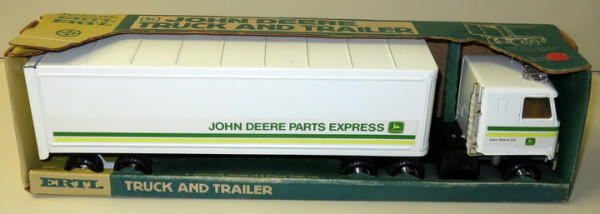 JOHN DEERE
TRUCK AND TRAILER
JOHN DEERE PARTS EXPRESS
John Deere Co.
ERTL TRUCK AND TRAILER